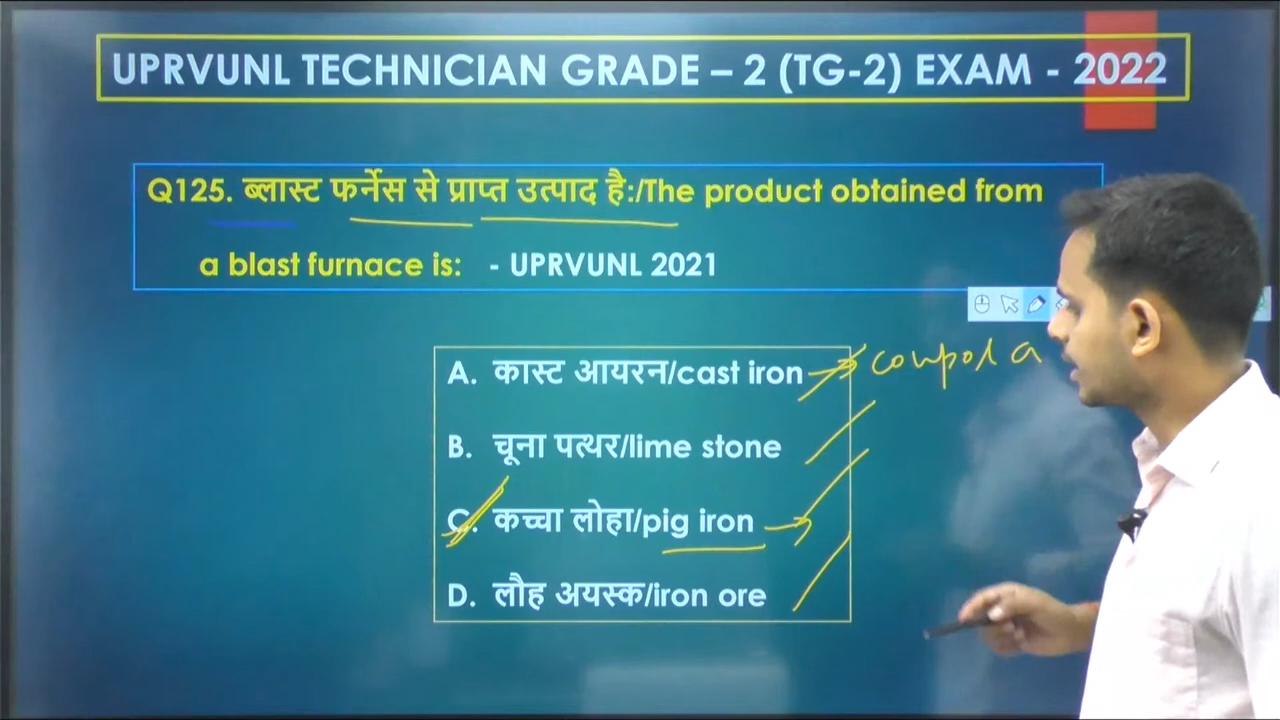 UPRVUNL TECHNICIAN GRADE – 2 (TG-2) EXAM - 2022
Q125. ब्लास्ट फर्नेस से प्राप्त उत्पाद है:/The product obtained from
a blast furnace is: - UPRVUNL 2021
A. कास्ट आयरन/cast iron coupola
B. चूना पत्थर/lime stone
C. कच्चा लोहा/pig iron
D. लौह अयस्क/iron ore